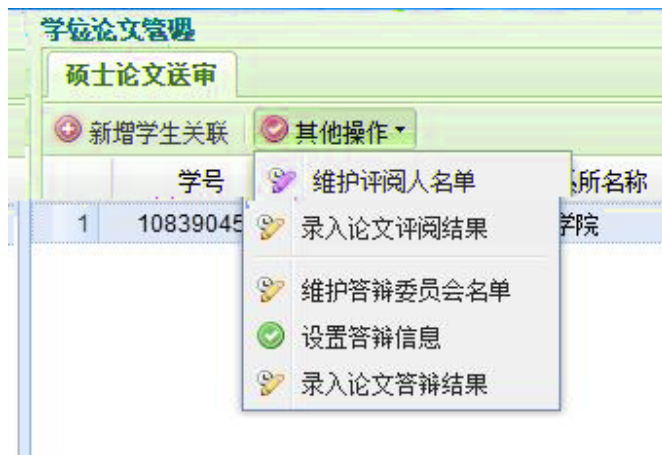 学位论文管理
硕士论文送审
新增学生关联 其他操作
学号 所名称
1 10839045 学院
维护评阅人名单
录入论文评阅结果
维护答辩委员会名单
设置答辩信息
录入论文答辩结果